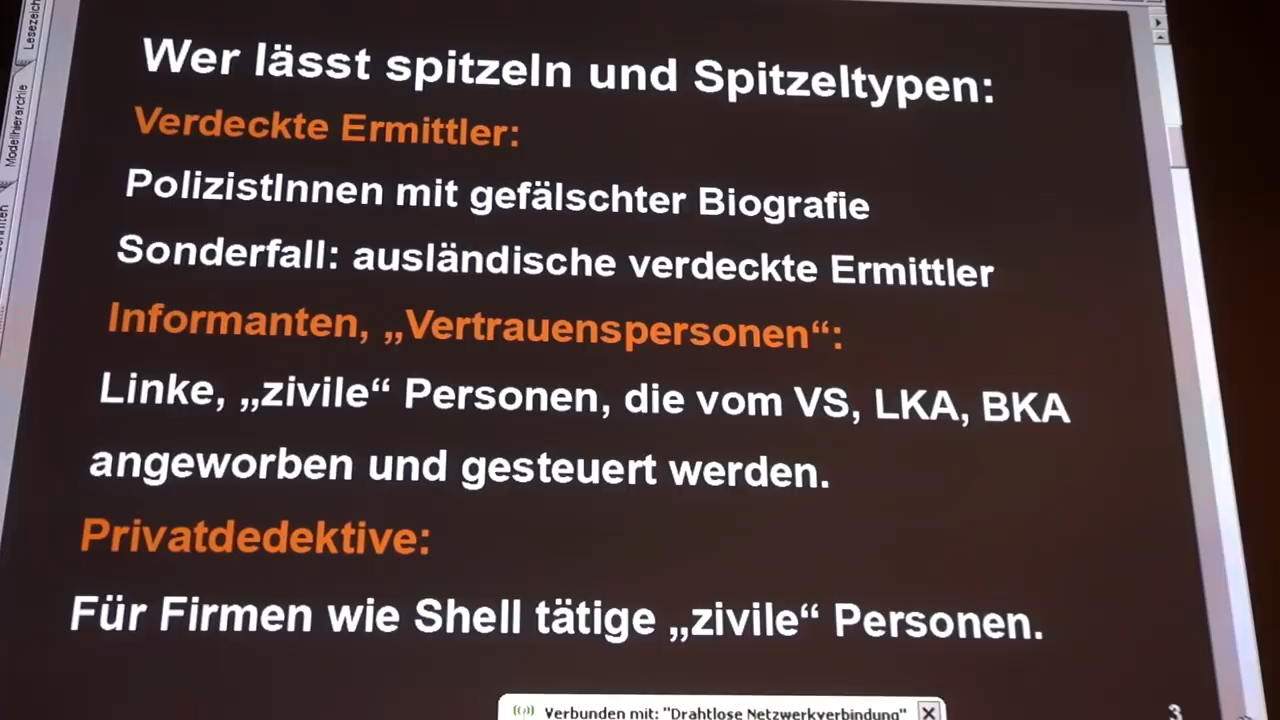 Wer lässt spitzeln und Spitzeltypen:
Verdeckte Ermittler:
PolizistInnen mit gefälschter Biografie
Sonderfall: ausländische verdeckte Ermittler
Informanten, „Vertrauenspersonen“:
Linke, „zivile“ Personen, die vom VS, LKA, BKA
angeworben und gesteuert werden.
Privatdedektive:
Für Firmen wie Shell tätige „zivile“ Personen.
3
Verbunden mit: "Drahtlose Netzwerkverbindung"
Modellhierarchie